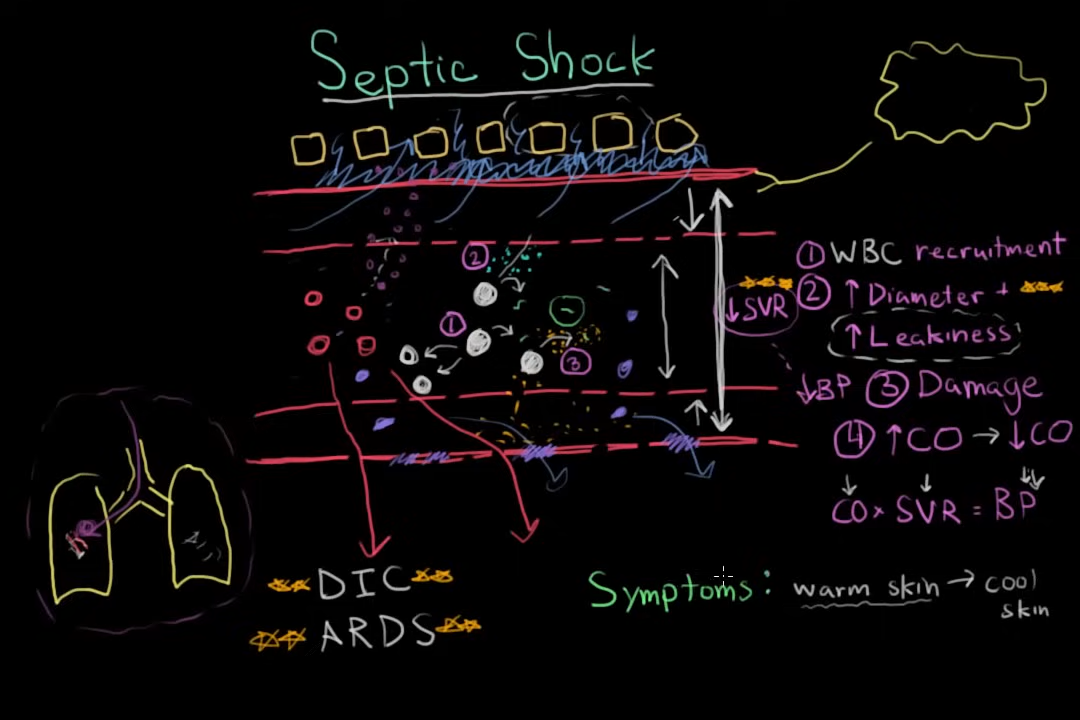 Septic Shock
① WBC recruitment
② ↑ Diameter +
↑ Leakiness
↓ SVR
↓BP ③ Damage
④ ↑CO → ↓CO
↓ ↓ ↓↓
CO × SVR = BP
②
①
③
−
DIC
ARDS
Symptoms: warm skin → cool
skin